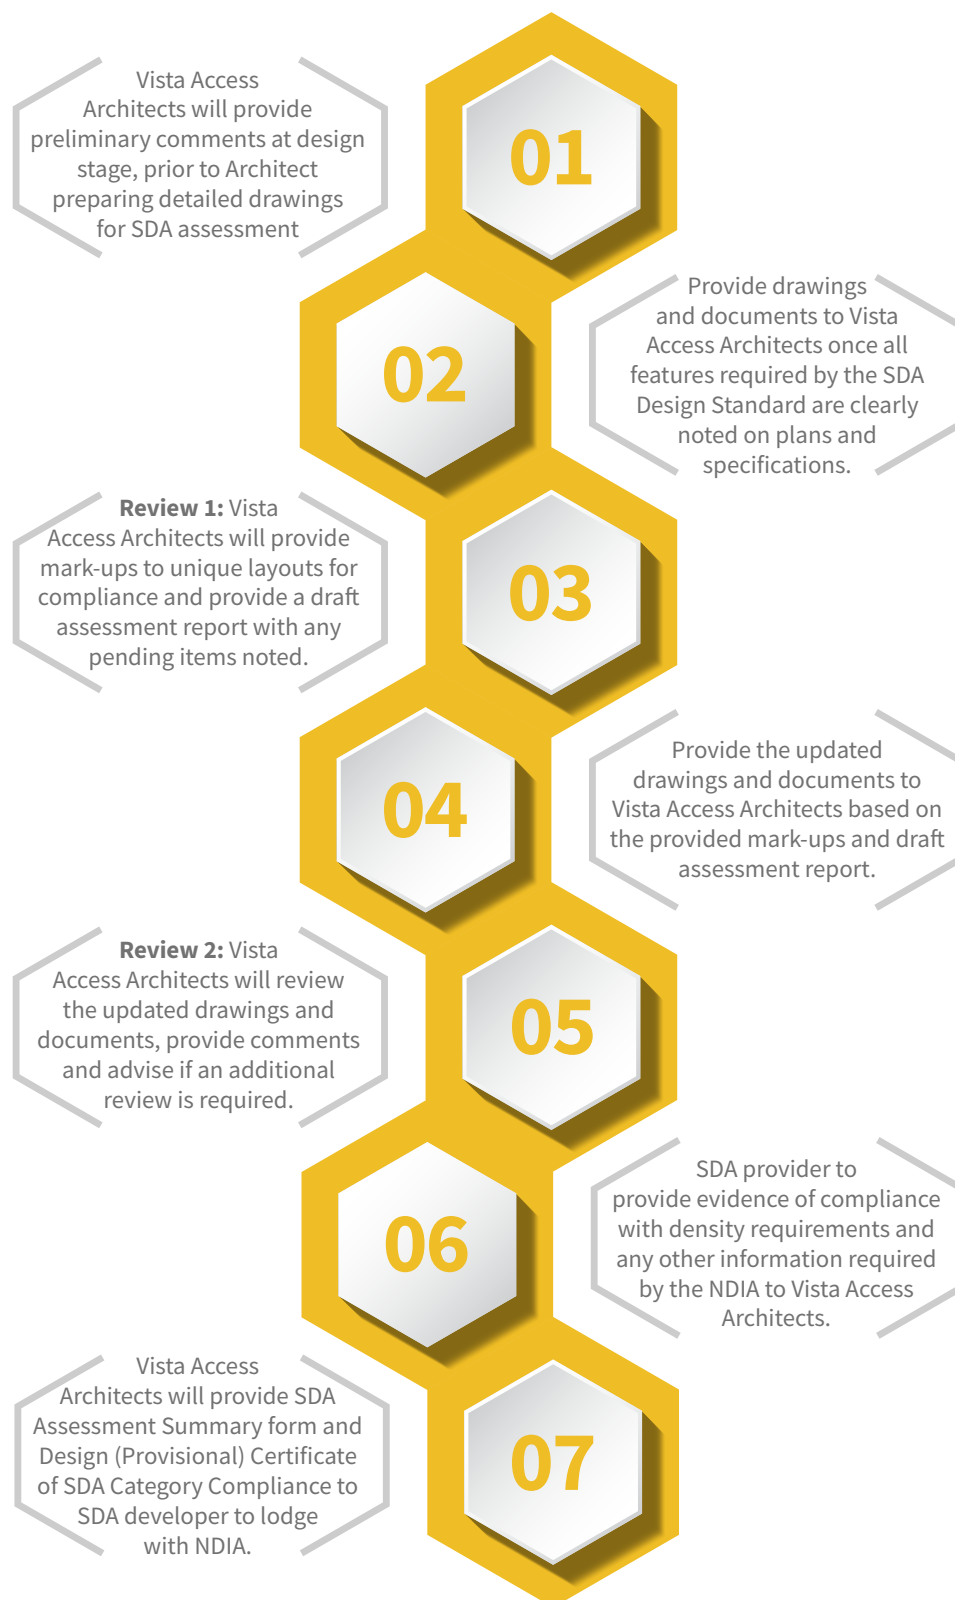 Vista Access
Architects will provide
preliminary comments at design
stage, prior to Architect
preparing detailed drawings
for SDA assessment
01
02
Provide drawings
and documents to Vista
Access Architects once all
features required by the SDA
Design Standard are clearly
noted on plans and
specifications.
Review 1: Vista
Access Architects will provide
mark-ups to unique layouts for
compliance and provide a draft
assessment report with any
pending items noted.
03
04
Provide the updated
drawings and documents to
Vista Access Architects based on
the provided mark-ups and draft
assessment report.
Review 2: Vista
Access Architects will review
the updated drawings and
documents, provide comments
and advise if an additional
review is required.
05
06
SDA provider to
provide evidence of compliance
with density requirements and
any other information required
by the NDIA to Vista Access
Architects.
Vista Access
Architects will provide SDA
Assessment Summary form and
Design (Provisional) Certificate
of SDA Category Compliance to
SDA developer to lodge
with NDIA.
07